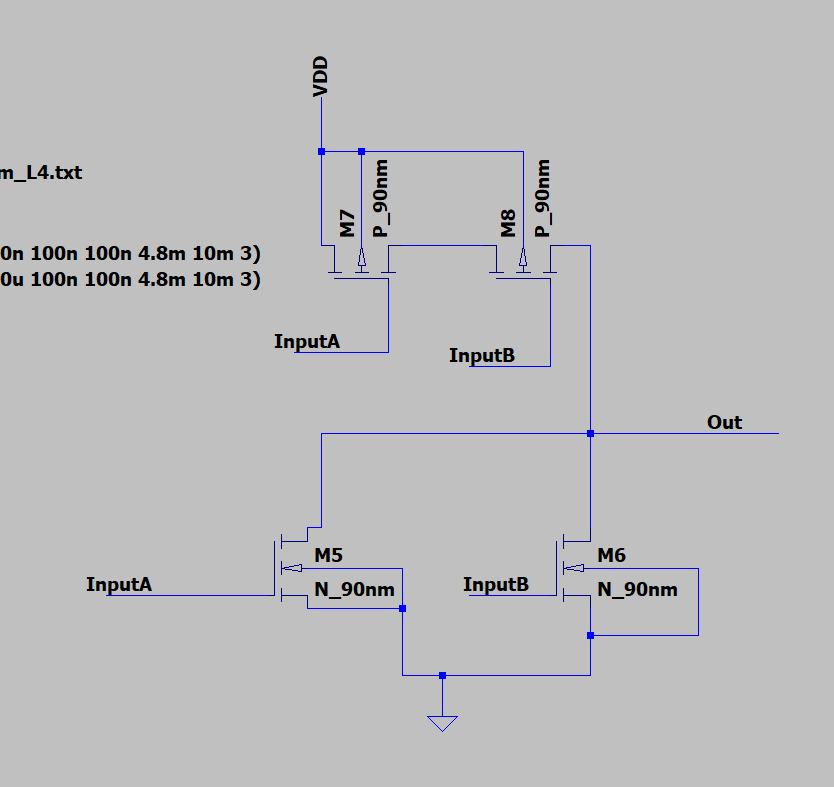 VDD
m_L4.txt
M7
P_90nm
M8
P_90nm
0n 100n 100n 4.8m 10m 3)
0u 100n 100n 4.8m 10m 3)
InputA
InputB
Out
M5
M6
InputA
N_90nm
InputB
N_90nm